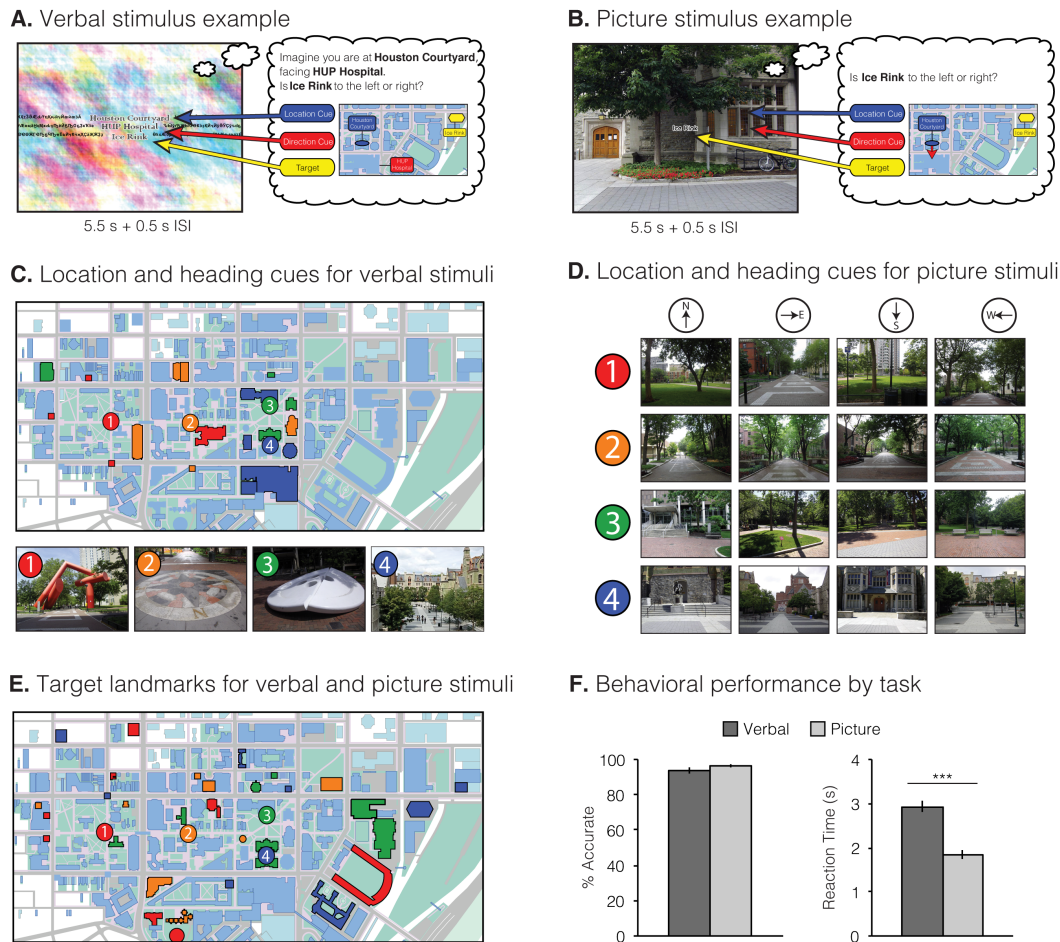 A. Verbal stimulus example
Imagine you are at Houston Courtyard,
facing HUP Hospital.
Is Ice Rink to the left or right?
Houston Courtyard
HUP Hospital
Ice Rink
Location Cue
Direction Cue
Target
Houston
Courtyard
Ice Rink
HUP
Hospital
5.5 s + 0.5 s ISI
B. Picture stimulus example
Is Ice Rink to the left or right?
Ice Rink
Location Cue
Direction Cue
Target
Houston
Courtyard
Ice Rink
5.5 s + 0.5 s ISI
C. Location and heading cues for verbal stimuli
1
2
3
4
1
2
3
4
D. Location and heading cues for picture stimuli
N
E
S
W
1
2
3
4
E. Target landmarks for verbal and picture stimuli
1
2
3
4
F. Behavioral performance by task
Verbal
Picture
% Accurate
100
80
60
40
20
0
Reaction Time (s)
4
3
2
1
0
***